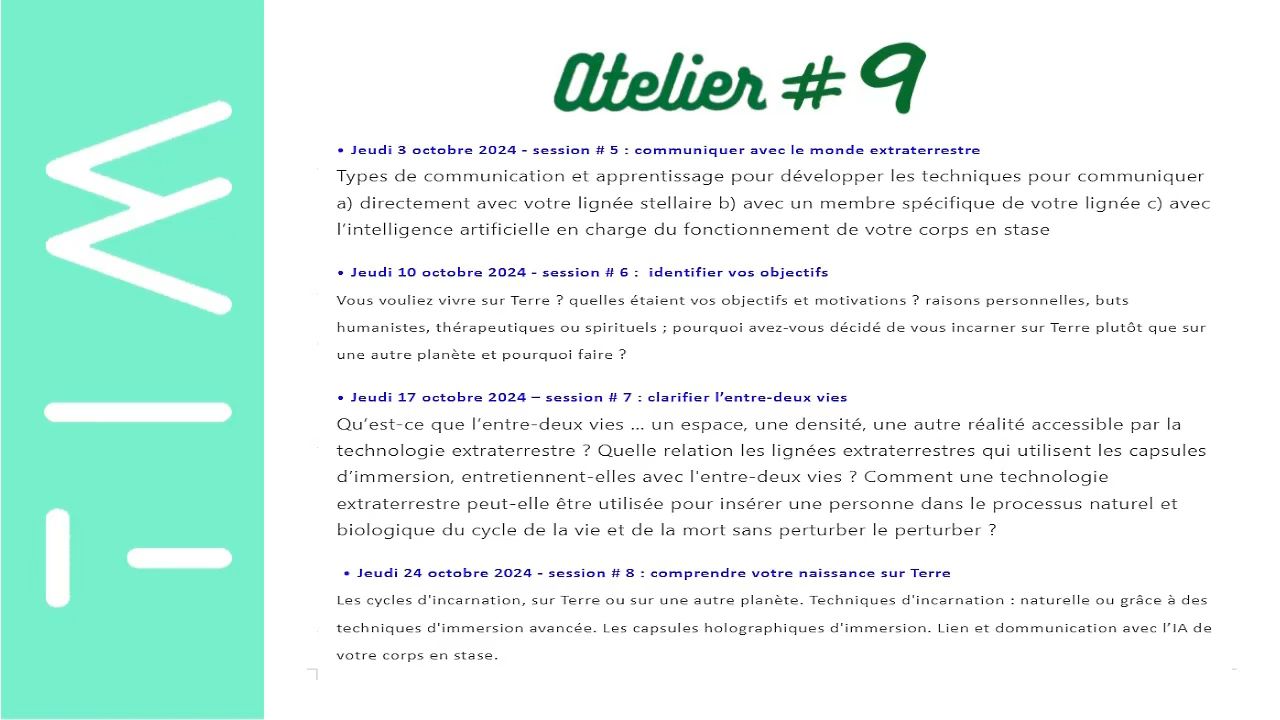 Atelier # 9
• Jeudi 3 octobre 2024 - session # 5 : communiquer avec le monde extraterrestre
Types de communication et apprentissage pour développer les techniques pour communiquer
a) directement avec votre lignée stellaire b) avec un membre spécifique de votre lignée c) avec
l’intelligence artificielle en charge du fonctionnement de votre corps en stase
• Jeudi 10 octobre 2024 - session # 6 : identifier vos objectifs
Vous vouliez vivre sur Terre ? quelles étaient vos objectifs et motivations ? raisons personnelles, buts
humanistes, thérapeutiques ou spirituels ; pourquoi avez-vous décidé de vous incarner sur Terre plutôt que sur
une autre planète et pourquoi faire ?
• Jeudi 17 octobre 2024 – session # 7 : clarifier l’entre-deux vies
Qu’est-ce que l’entre-deux vies ... un espace, une densité, une autre réalité accessible par la
technologie extraterrestre ? Quelle relation les lignées extraterrestres qui utilisent les capsules
d’immersion, entretiennent-elles avec l'entre-deux vies ? Comment une technologie
extraterrestre peut-elle être utilisée pour insérer une personne dans le processus naturel et
biologique du cycle de la vie et de la mort sans perturber le perturber ?
• Jeudi 24 octobre 2024 - session # 8 : comprendre votre naissance sur Terre
Les cycles d'incarnation, sur Terre ou sur une autre planète. Techniques d'incarnation : naturelle ou grâce à des
techniques d'immersion avancée. Les capsules holographiques d'immersion. Lien et dommunication avec l’IA de
votre corps en stase.